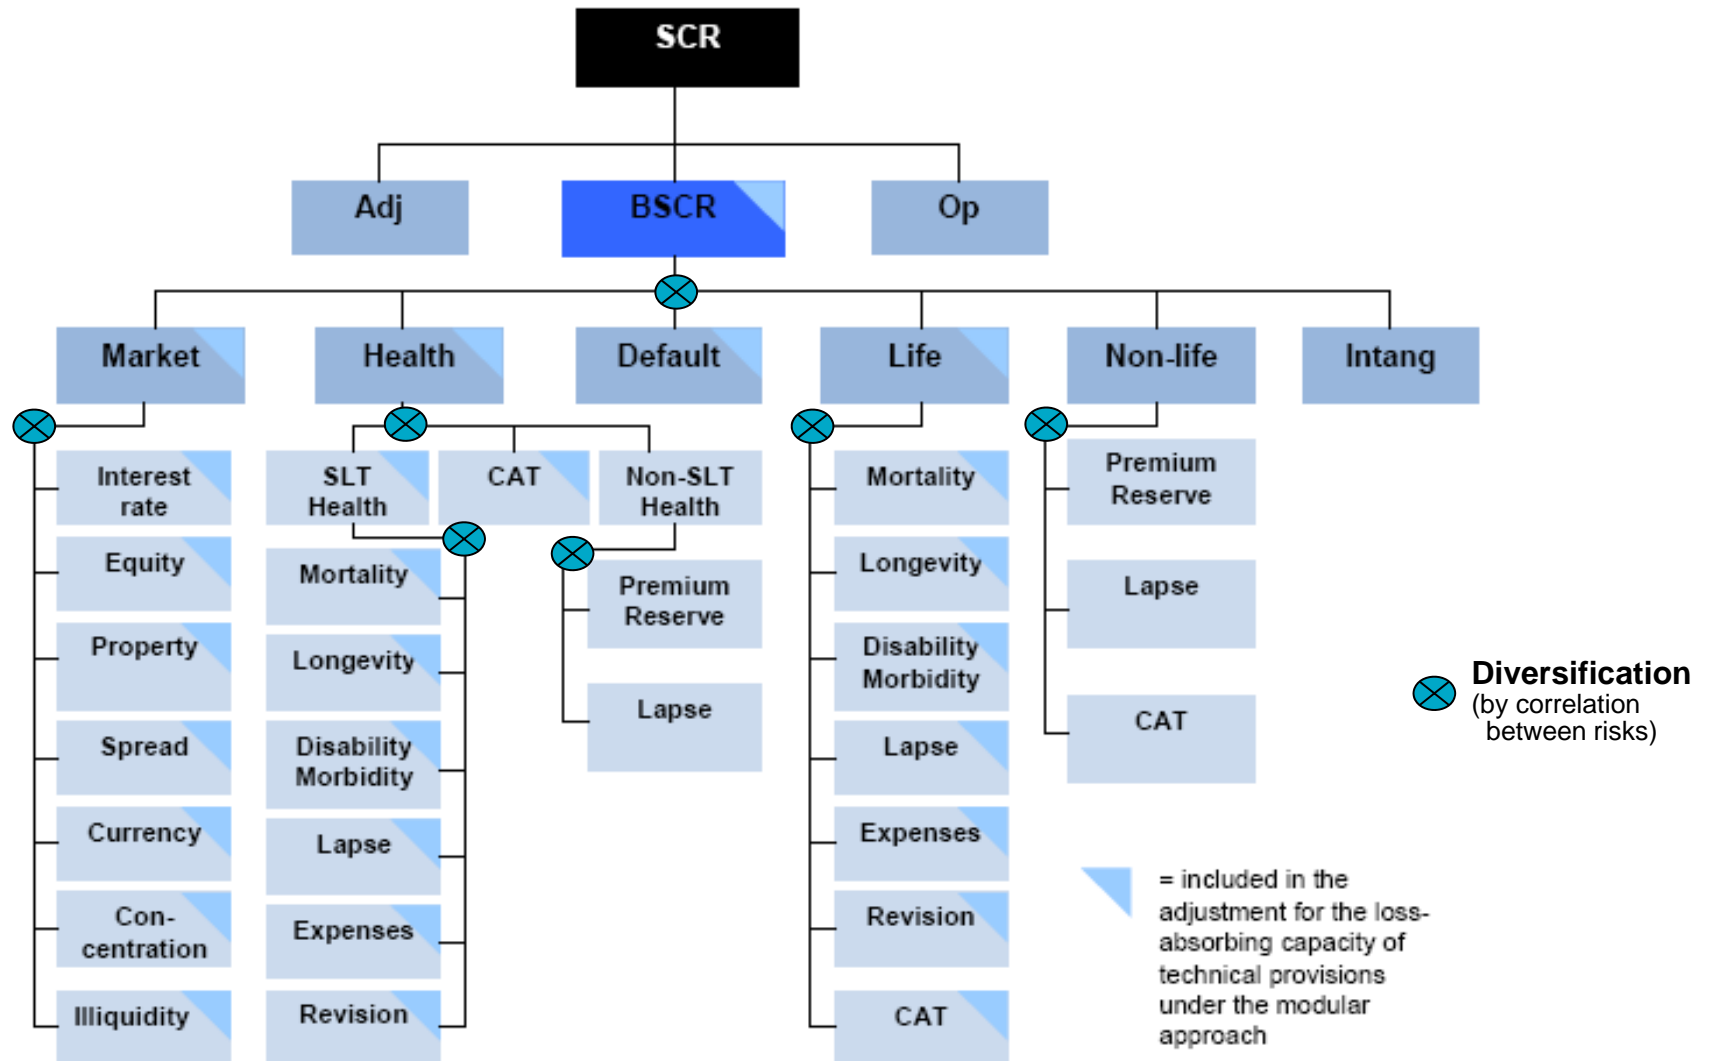 SCR
Adj
BSCR
Op
Market
Health
Default
Life
Non-life
Intang
Interest
rate
Equity
Property
Spread
Currency
Con-
centration
Illiquidity
SLT
Health
CAT
Non-SLT
Health
Mortality
Longevity
Disability
Morbidity
Lapse
Expenses
Revision
Premium
Reserve
Lapse
Mortality
Longevity
Disability
Morbidity
Lapse
Expenses
Revision
CAT
Premium
Reserve
Lapse
CAT
Diversification
(by correlation
between risks)
= included in the
adjustment for the loss-
absorbing capacity of
technical provisions
under the modular
approach